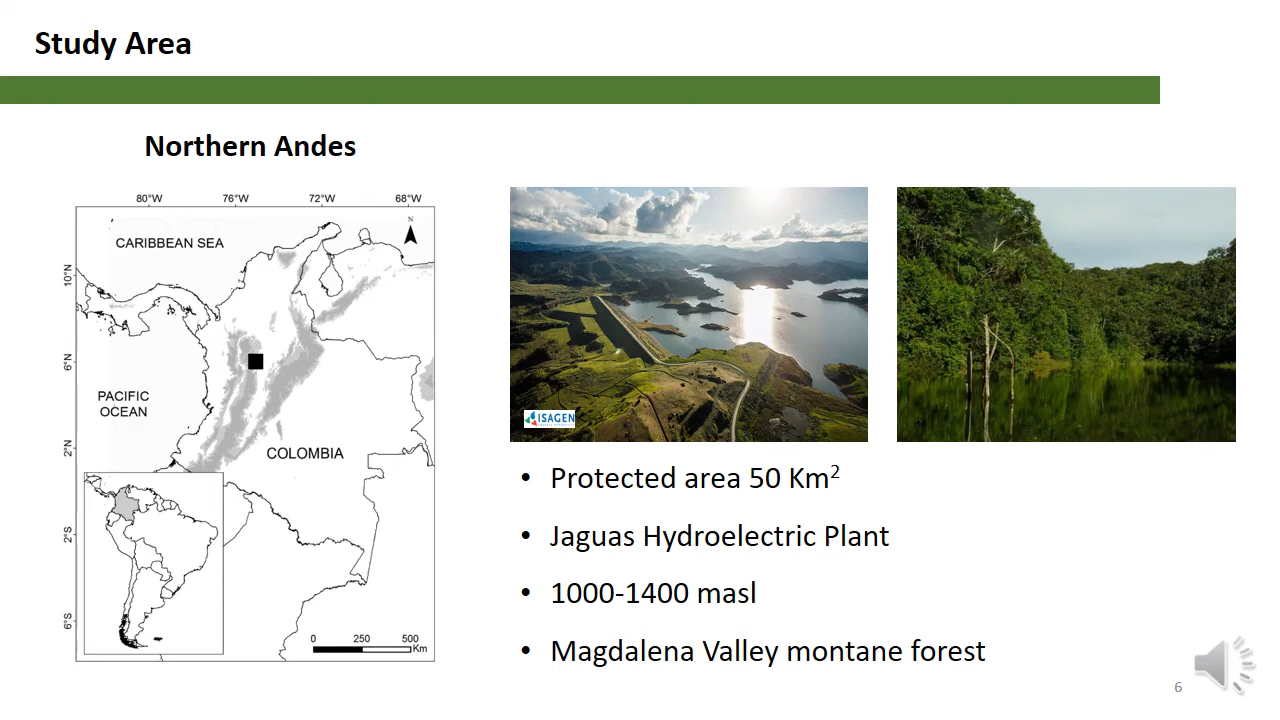 Study Area
Northern Andes
80°W 76°W 72°W 68°W
N
CARIBBEAN SEA
10°N
6°N
PACIFIC
OCEAN
2°N
COLOMBIA
2°S
6°S
0 250 500
Km
ISAGEN
• Protected area 50 Km²
• Jaguas Hydroelectric Plant
• 1000-1400 masl
• Magdalena Valley montane forest
6